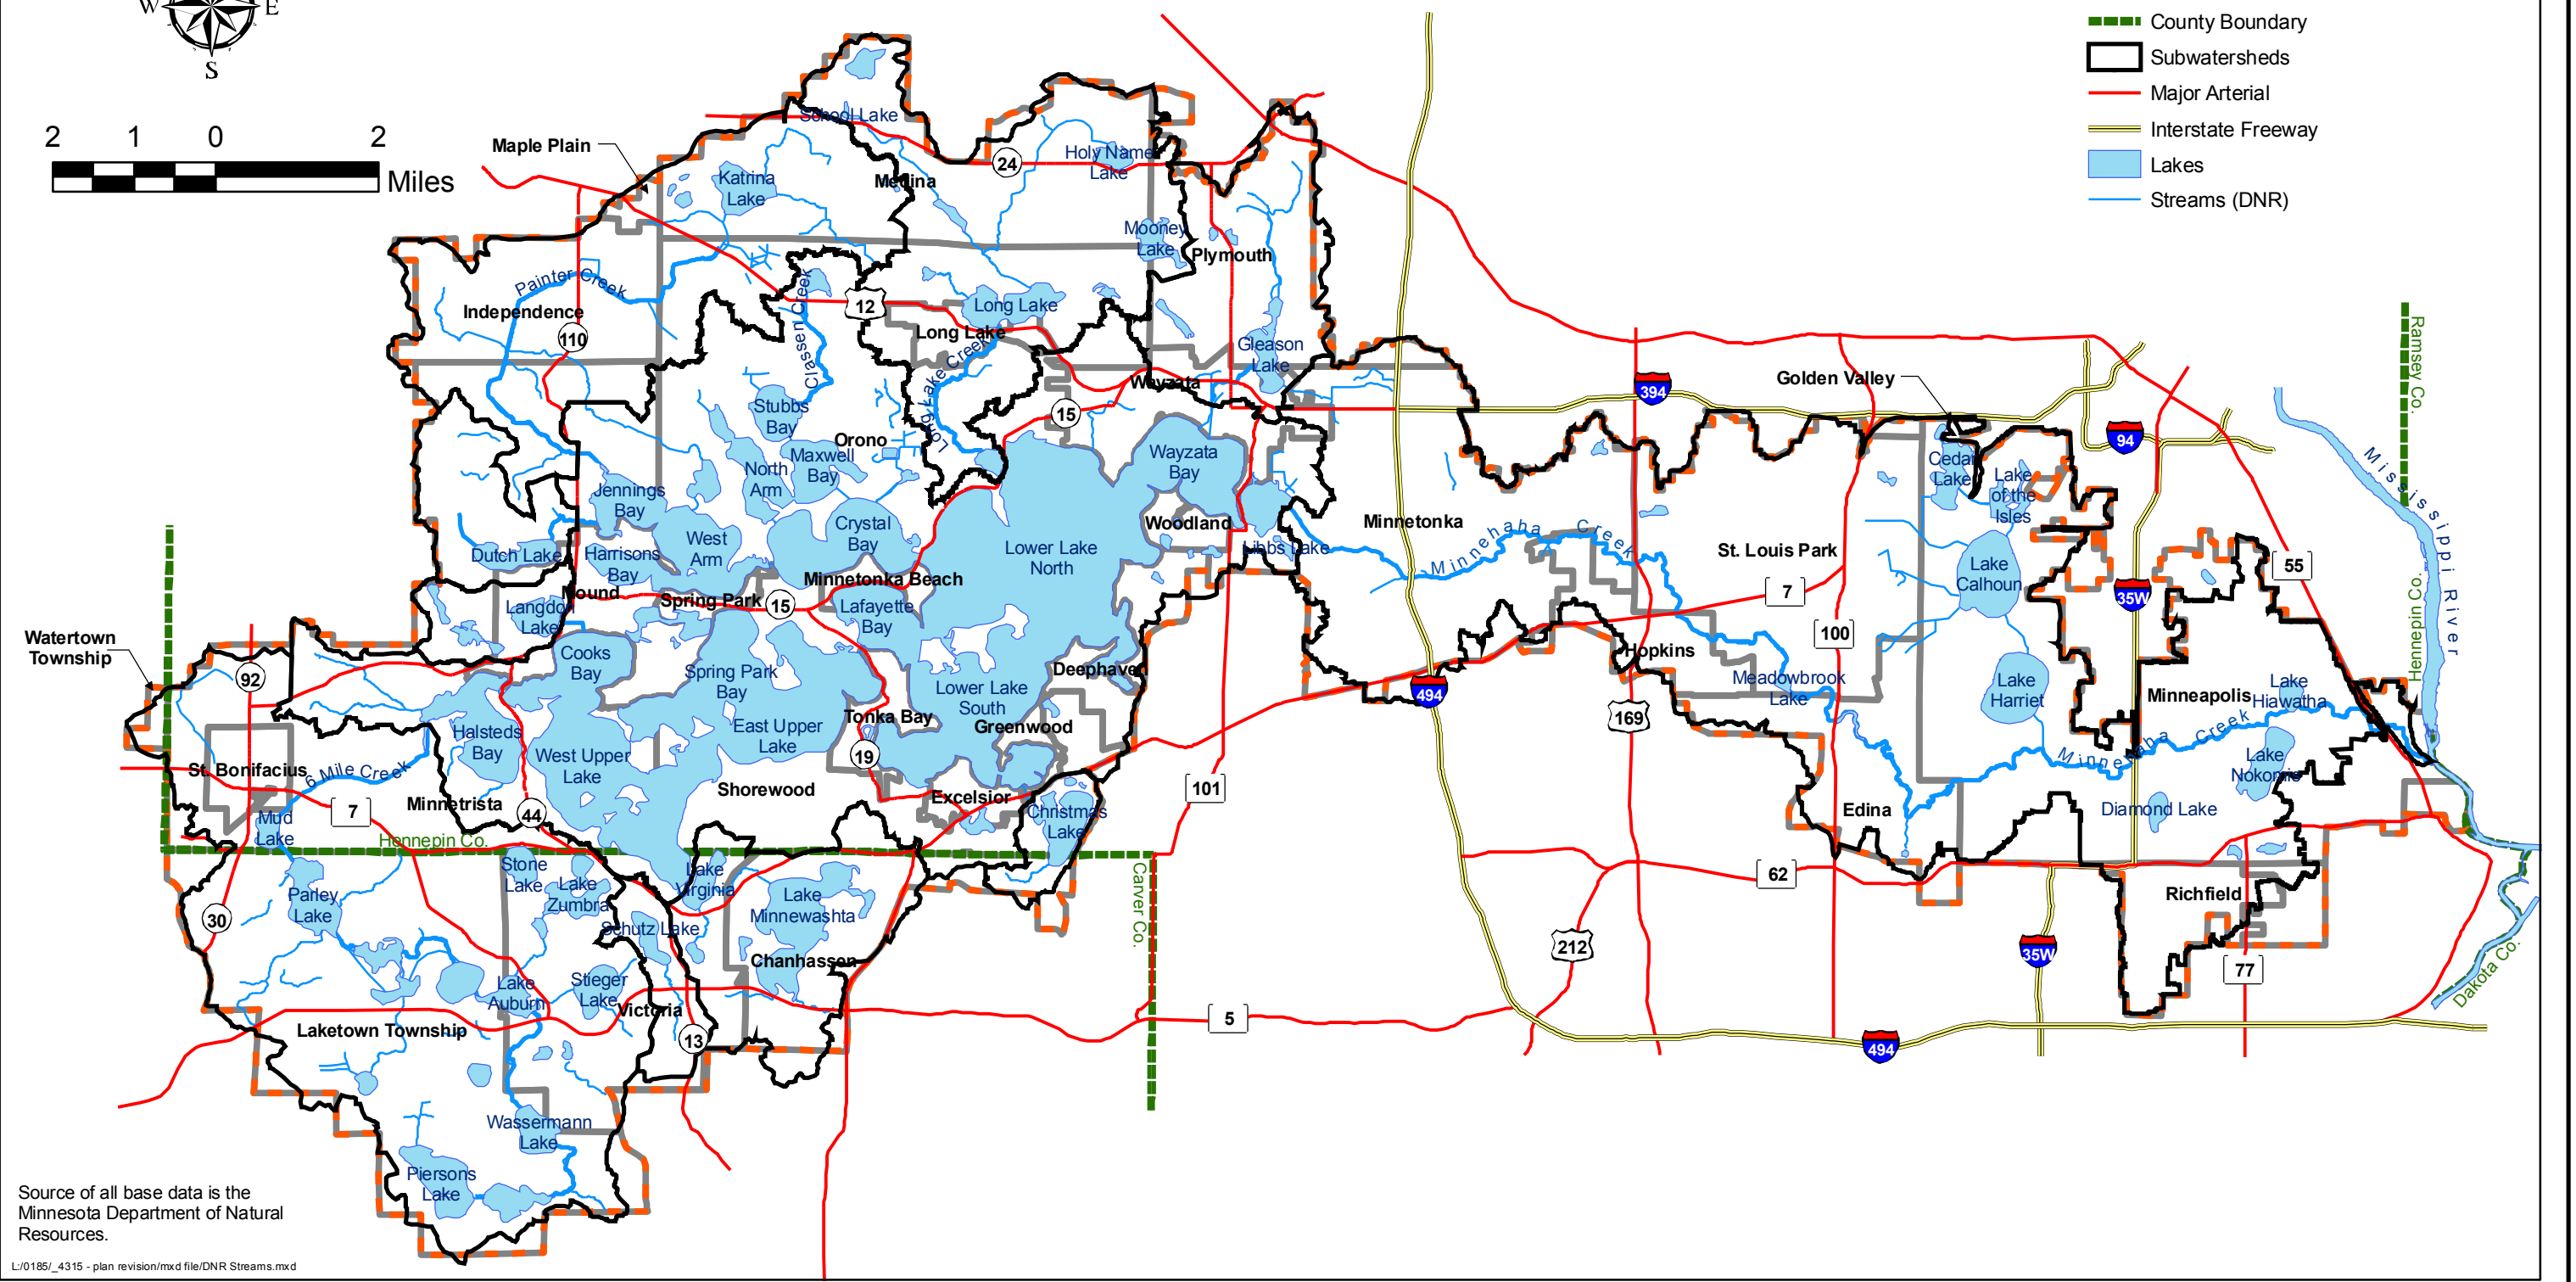 W
E
S
2 1 0 2
Miles
County Boundary
Subwatersheds
Major Arterial
Interstate Freeway
Lakes
Streams (DNR)
School Lake
Maple Plain
24
Holy Name
Lake
Katrina
Lake
Medina
Mooney
Lake
Plymouth
Painter Creek
Independence
110
Classen Creek
12
Long Lake
Long Lake
Long Lake Creek
Gleason
Lake
Wayzata
15
Stubbs
Bay
Orono
Maxwell
Bay
North
Arm
Wayzata
Bay
Golden Valley
394
94
Ramsey Co.
Mississippi River
Cedar
Lake
Lake
of the
Isles
Jennings
Bay
West
Arm
Crystal
Bay
Woodland
Minnetonka
Minnehaha Creek
Dutch Lake
Harrisons
Bay
Lower Lake
North
Libbs Lake
St. Louis Park
Lake
Calhoun
55
35W
Minnetonka Beach
Mound
Spring Park
15
Langdon
Lake
Lafayette
Bay
7
Hennepin Co.
Watertown
Township
92
Cooks
Bay
Spring Park
Bay
Deephaven
100
Hopkins
Lower Lake
South
494
Meadowbrook
Lake
Lake
Harriet
Minneapolis
Lake
Hiawatha
Halsteds
Bay
East Upper
Lake
Tonka Bay
Greenwood
169
Minnehaha Creek
West Upper
Lake
19
St. Bonifacius
6 Mile Creek
Lake
Nokomis
Shorewood
Excelsior
101
Minnetrista
7
44
Mud
Lake
Christmas
Lake
Edina
Diamond Lake
Hennepin Co.
Stone
Lake
Lake
Zumbra
Lake
Virginia
Carver Co.
62
Parley
Lake
Lake
Minnewashta
Richfield
30
Schutz Lake
212
35W
Chanhassen
77
Dakota Co.
Lake
Auburn
Stieger
Lake
Victoria
5
Laketown Township
13
494
Wassermann
Lake
Piersons
Lake
Source of all base data is the
Minnesota Department of Natural
Resources.
L:/0185/_4315 - plan revision/mxd file/DNR Streams.mxd